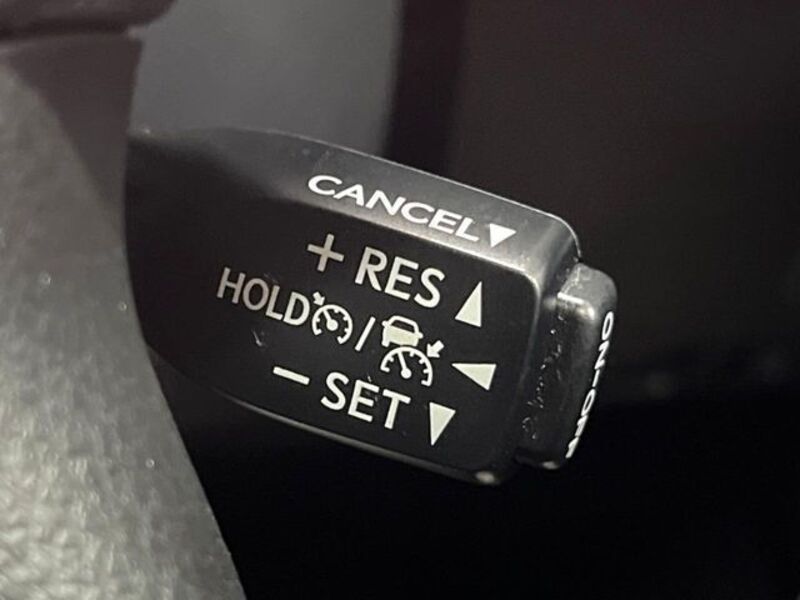 CANCEL▼
+ RES ▲
HOLD / ◀
− SET ▼
ON-OFF